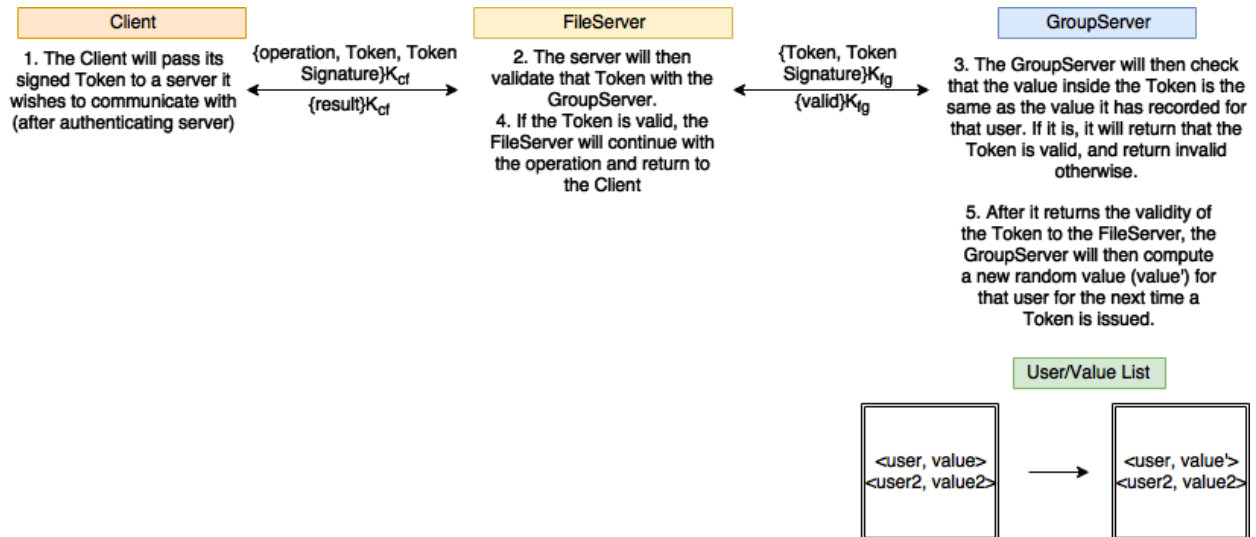 Client
1. The Client will pass its
signed Token to a server it
wishes to communicate with
(after authenticating server)
{operation, Token, Token
Signature}Kcf
{result}Kcf
FileServer
2. The server will then
validate that Token with the
GroupServer.
4. If the Token is valid, the
FileServer will continue with
the operation and return to
the Client
{Token, Token
Signature}Kfg
{valid}Kfg
GroupServer
3. The GroupServer will then check
that the value inside the Token is the
same as the value it has recorded for
that user. If it is, it will return that the
Token is valid, and return invalid
otherwise.
5. After it returns the validity of
the Token to the FileServer, the
GroupServer will then compute
a new random value (value') for
that user for the next time a
Token is issued.
User/Value List
<user, value>
<user2, value2>
<user, value'>
<user2, value2>